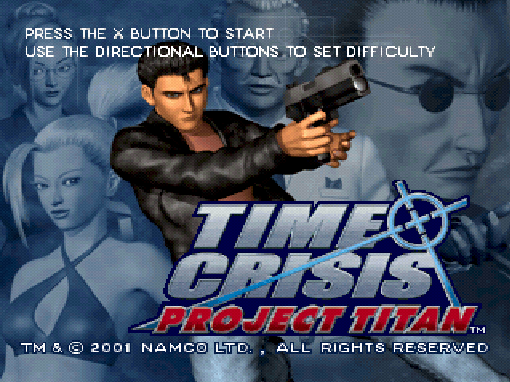 PRESS THE X BUTTON TO START
USE THE DIRECTIONAL BUTTONS TO SET DIFFICULTY
TIME
CRISIS
PROJECT TITAN™
TM & © 2001 NAMCO LTD., ALL RIGHTS RESERVED